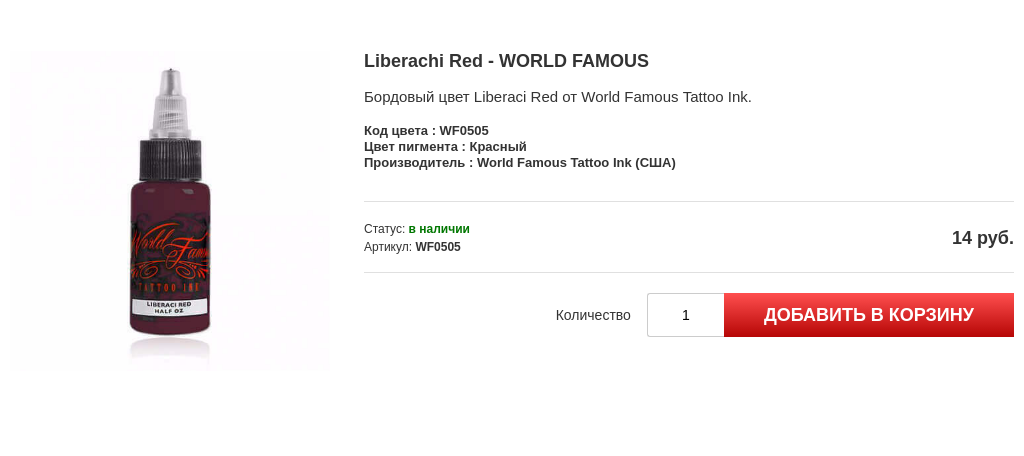 Liberachi Red - WORLD FAMOUS
Бордовый цвет Liberaci Red от World Famous Tattoo Ink.
Код цвета : WF0505
Цвет пигмента : Красный
Производитель : World Famous Tattoo Ink (США)
Статус: в наличии
Артикул: WF0505
14 руб.
Количество
1
ДОБАВИТЬ В КОРЗИНУ
World Famous
TATTOO INK
LIBERACI RED
HALF OZ